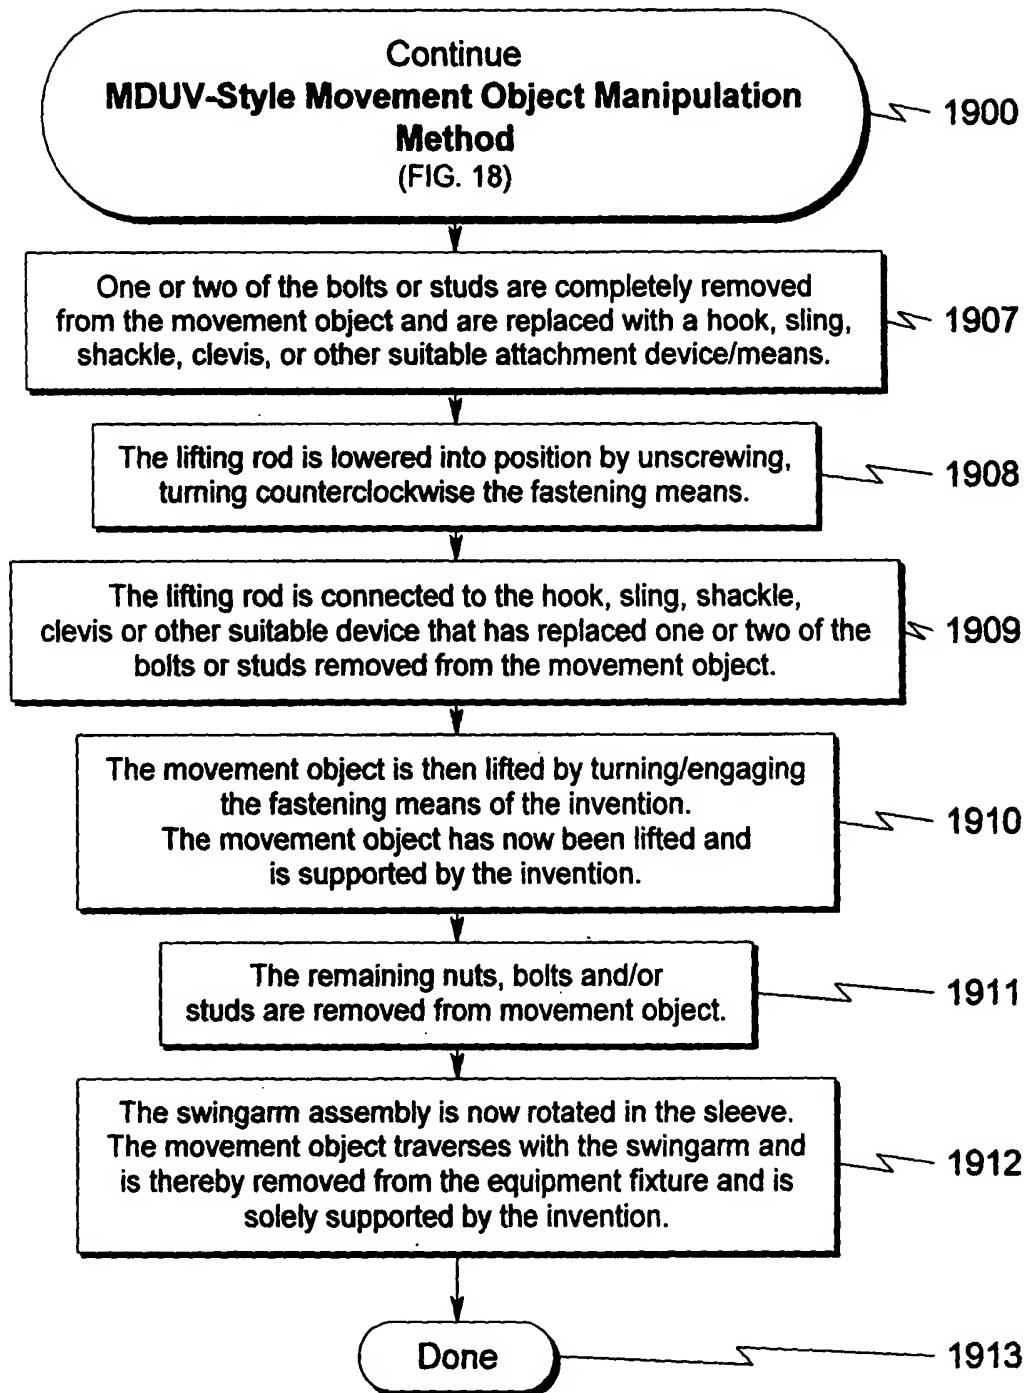 Continue
MDUV-Style Movement Object Manipulation
Method
(FIG. 18)
1900
One or two of the bolts or studs are completely removed
from the movement object and are replaced with a hook, sling,
shackle, clevis, or other suitable attachment device/means.
1907
The lifting rod is lowered into position by unscrewing,
turning counterclockwise the fastening means.
1908
The lifting rod is connected to the hook, sling, shackle,
clevis or other suitable device that has replaced one or two of the
bolts or studs removed from the movement object.
1909
The movement object is then lifted by turning/engaging
the fastening means of the invention.
The movement object has now been lifted and
is supported by the invention.
1910
The remaining nuts, bolts and/or
studs are removed from movement object.
1911
The swingarm assembly is now rotated in the sleeve.
The movement object traverses with the swingarm and
is thereby removed from the equipment fixture and is
solely supported by the invention.
1912
Done
1913